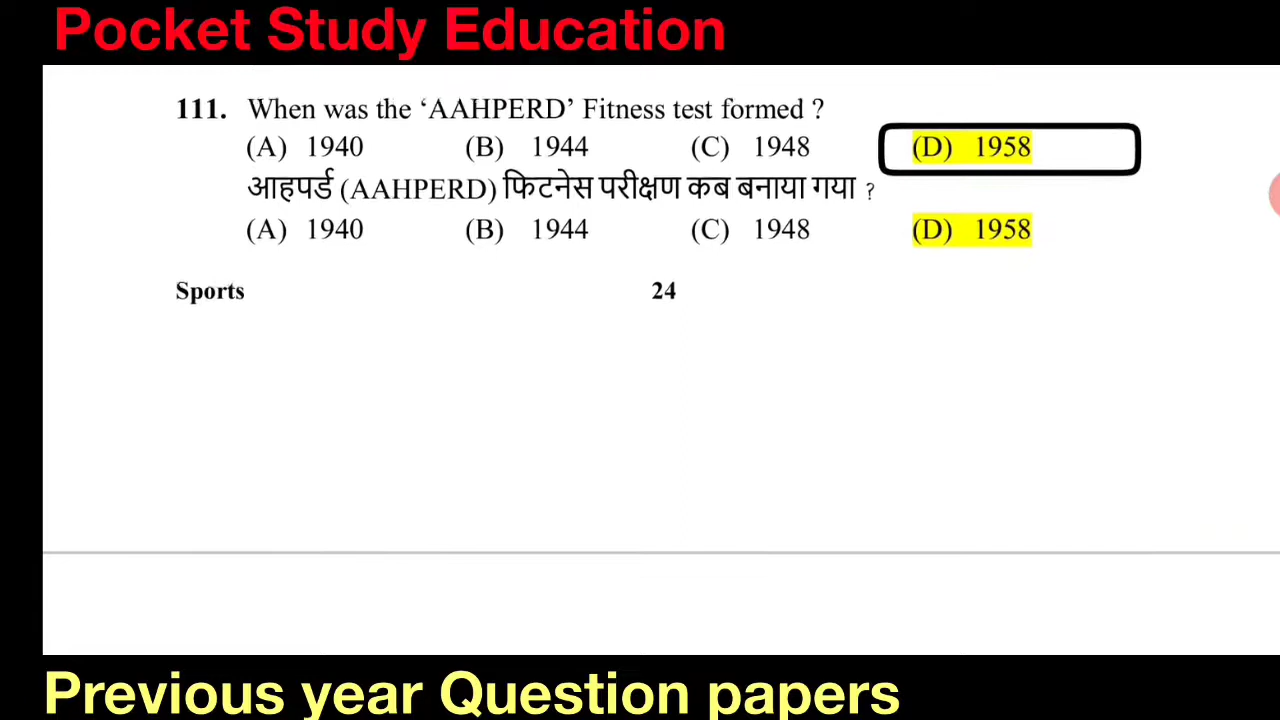 Pocket Study Education
111. When was the ‘AAHPERD’ Fitness test formed ?
(A) 1940 (B) 1944 (C) 1948 (D) 1958
आहपर्ड (AAHPERD) फिटनेस परीक्षण कब बनाया गया ?
(A) 1940 (B) 1944 (C) 1948 (D) 1958
Sports 24
Previous year Question papers